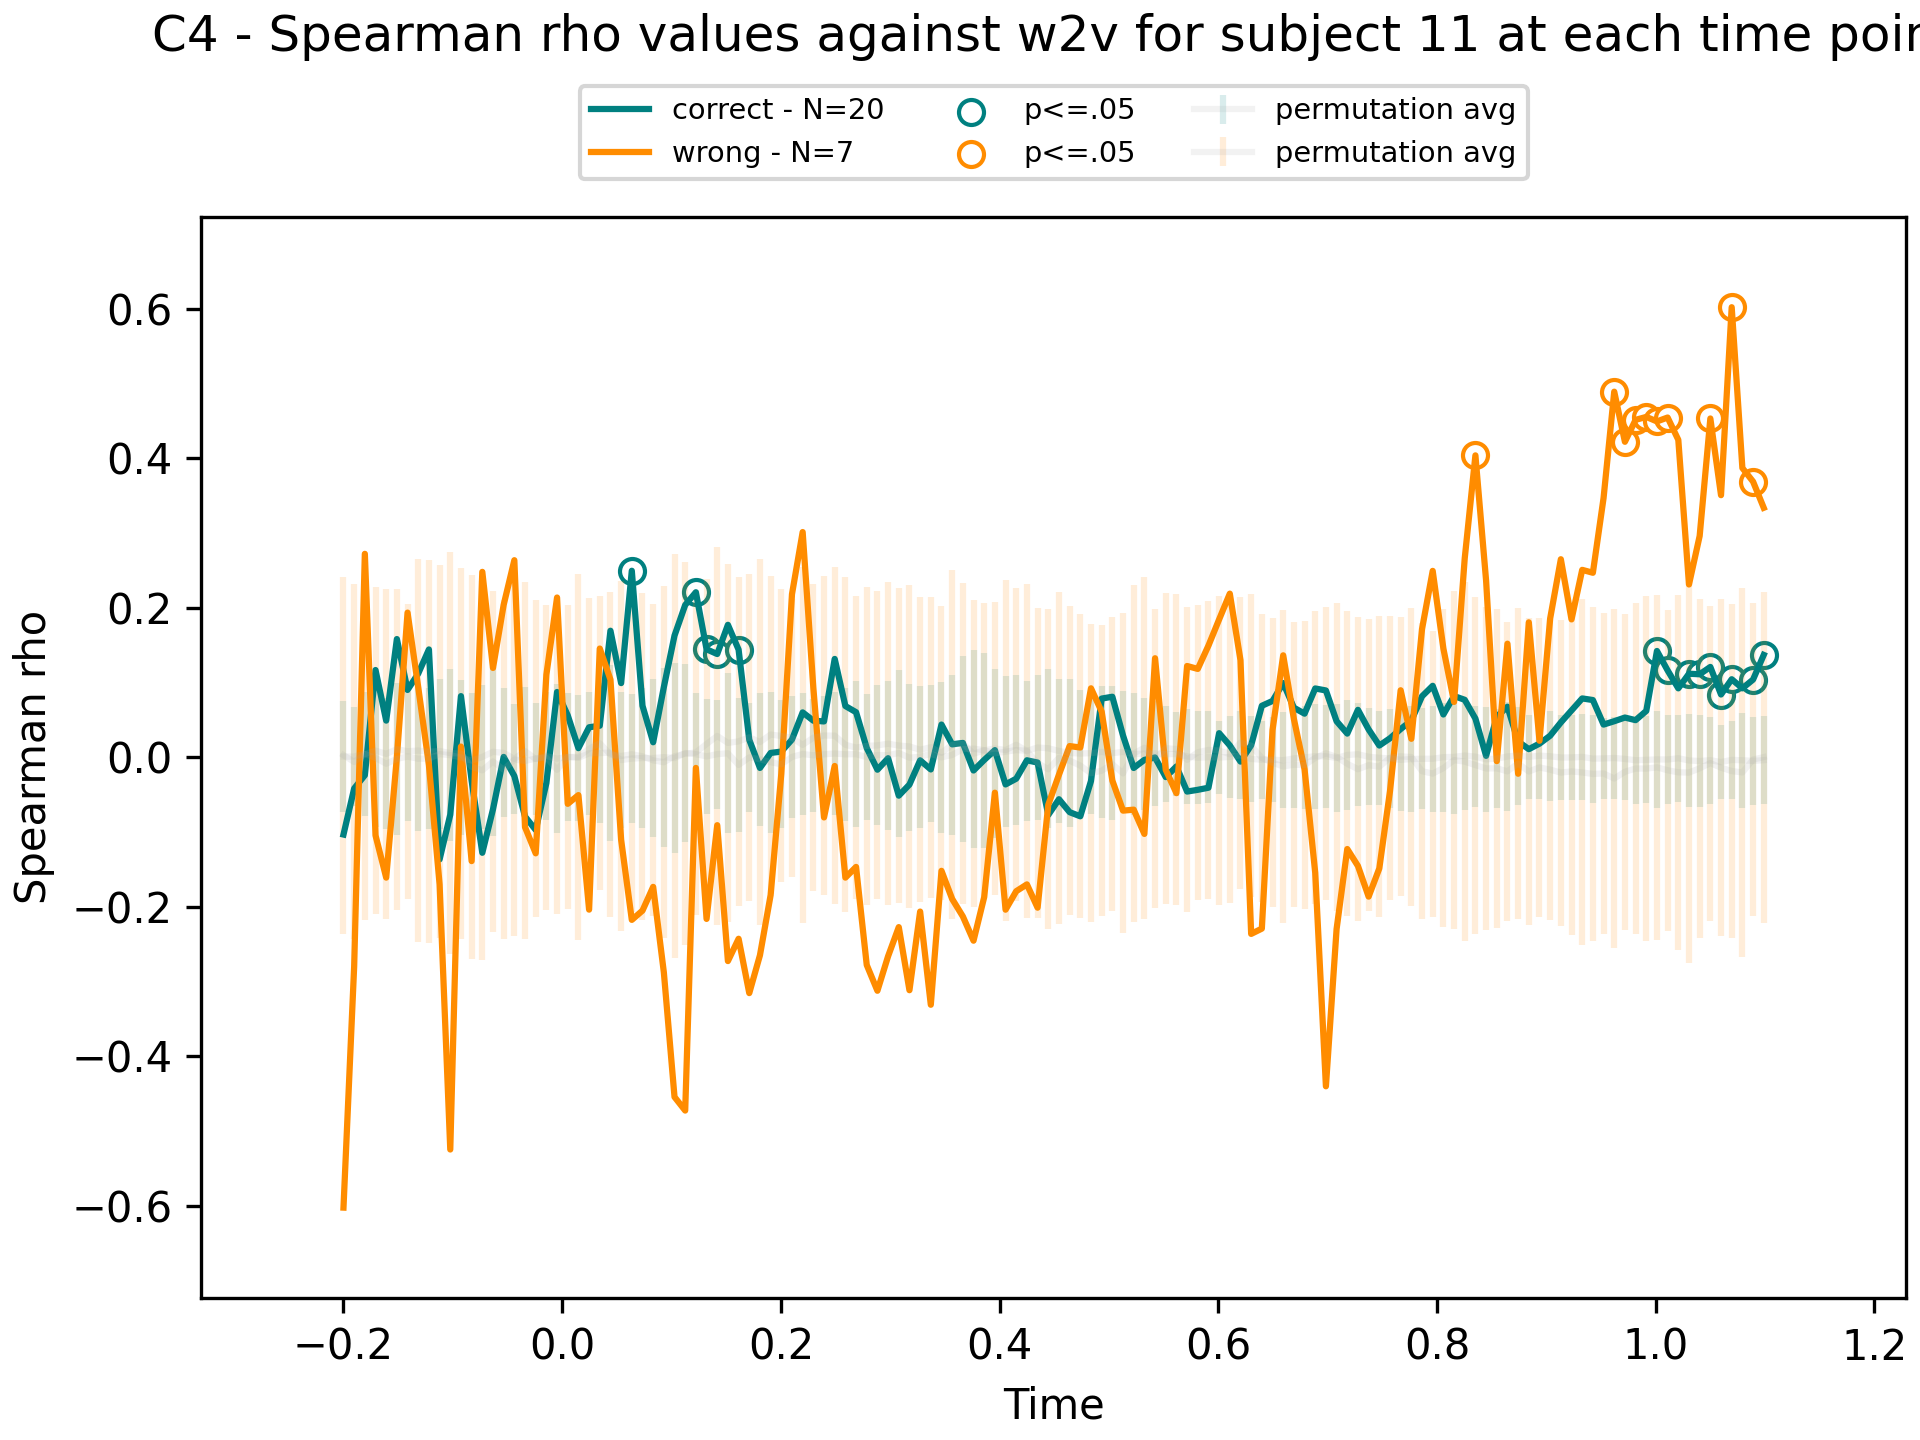 C4 - Spearman rho values against w2v for subject 11 at each time
correct - N=20 p<=.05 permutation avg
wrong - N=7 p<=.05 permutation avg
Spearman rho
0.6
0.4
0.2
0.0
−0.2
−0.4
−0.6
−0.2 0.0 0.2 0.4 0.6 0.8 1.0 1.2
Time